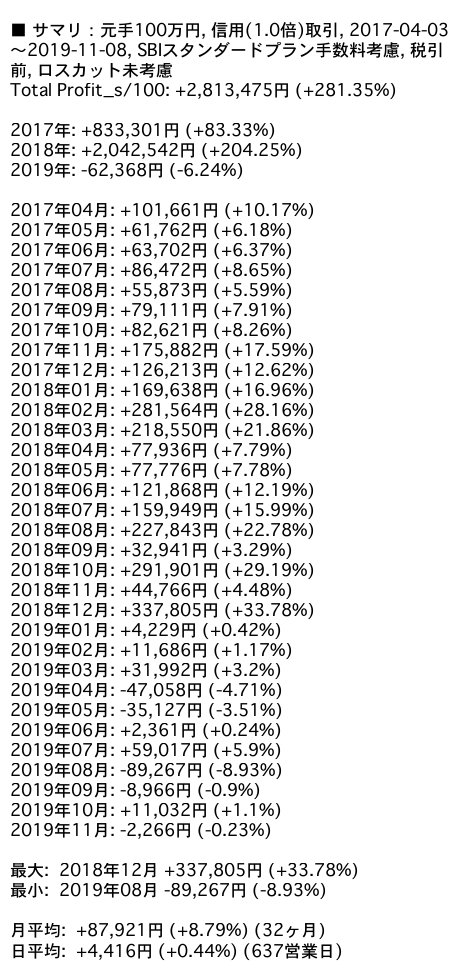 ■ サマリ：元手100万円, 信用(1.0倍)取引, 2017-04-03
～2019-11-08, SBIスタンダードプラン手数料考慮, 税引
前, ロスカット未考慮
Total Profit_s/100: +2,813,475円 (+281.35%)
2017年: +833,301円 (+83.33%)
2018年: +2,042,542円 (+204.25%)
2019年: -62,368円 (-6.24%)
2017年04月: +101,661円 (+10.17%)
2017年05月: +61,762円 (+6.18%)
2017年06月: +63,702円 (+6.37%)
2017年07月: +86,472円 (+8.65%)
2017年08月: +55,873円 (+5.59%)
2017年09月: +79,111円 (+7.91%)
2017年10月: +82,621円 (+8.26%)
2017年11月: +175,882円 (+17.59%)
2017年12月: +126,213円 (+12.62%)
2018年01月: +169,638円 (+16.96%)
2018年02月: +281,564円 (+28.16%)
2018年03月: +218,550円 (+21.86%)
2018年04月: +77,936円 (+7.79%)
2018年05月: +77,776円 (+7.78%)
2018年06月: +121,868円 (+12.19%)
2018年07月: +159,949円 (+15.99%)
2018年08月: +227,843円 (+22.78%)
2018年09月: +32,941円 (+3.29%)
2018年10月: +291,901円 (+29.19%)
2018年11月: +44,766円 (+4.48%)
2018年12月: +337,805円 (+33.78%)
2019年01月: +4,229円 (+0.42%)
2019年02月: +11,686円 (+1.17%)
2019年03月: +31,992円 (+3.2%)
2019年04月: -47,058円 (-4.71%)
2019年05月: -35,127円 (-3.51%)
2019年06月: +2,361円 (+0.24%)
2019年07月: +59,017円 (+5.9%)
2019年08月: -89,267円 (-8.93%)
2019年09月: -8,966円 (-0.9%)
2019年10月: +11,032円 (+1.1%)
2019年11月: -2,266円 (-0.23%)
最大: 2018年12月 +337,805円 (+33.78%)
最小: 2019年08月 -89,267円 (-8.93%)
月平均: +87,921円 (+8.79%) (32ヶ月)
日平均: +4,416円 (+0.44%) (637営業日)